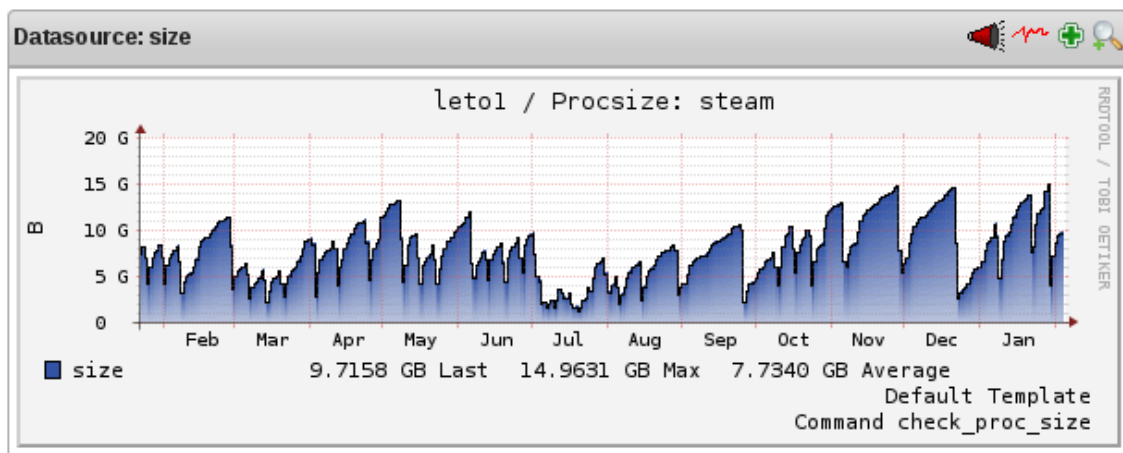 Datasource: size
leto1 / Procsize: steam
RRDTOOL / TOBI OETIKER
20 G
15 G
10 G
5 G
0
B
Feb Mar Apr May Jun Jul Aug Sep Oct Nov Dec Jan
size 9.7158 GB Last 14.9631 GB Max 7.7340 GB Average
Default Template
Command check_proc_size